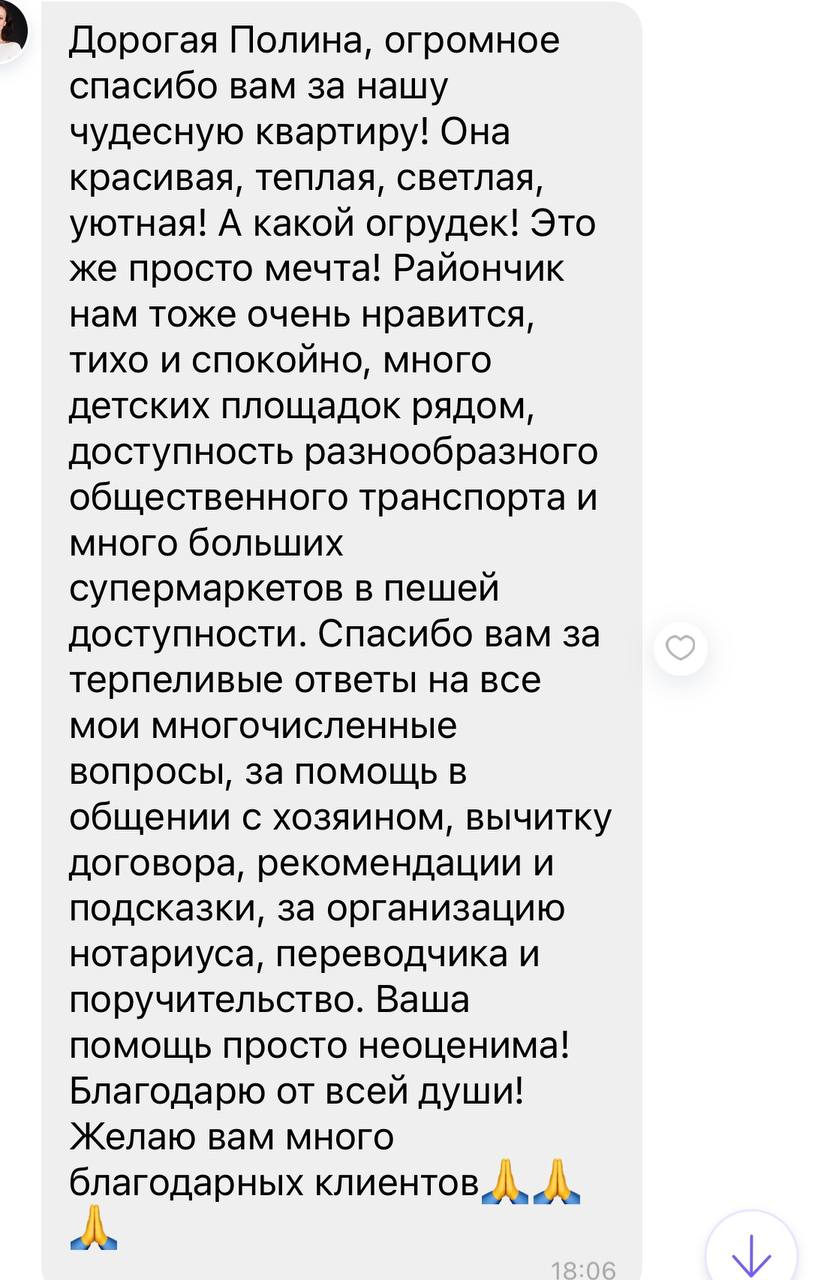 Дорогая Полина, огромное
спасибо вам за нашу
чудесную квартиру! Она
красивая, теплая, светлая,
уютная! А какой огрудек! Это
же просто мечта! Райончик
нам тоже очень нравится,
тихо и спокойно, много
детских площадок рядом,
доступность разнообразного
общественного транспорта и
много больших
супермаркетов в пешей
доступности. Спасибо вам за
терпеливые ответы на все
мои многочисленные
вопросы, за помощь в
общении с хозяином, вычитку
договора, рекомендации и
подсказки, за организацию
нотариуса, переводчика и
поручительство. Ваша
помощь просто неоценима!
Благодарю от всей души!
Желаю вам много
благодарных клиентов🙏🙏
🙏
18:06